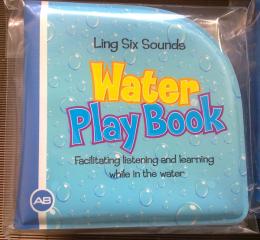 Ling Six Sounds
Water
Play Book
Facilitating listening and learning
while in the water
AB